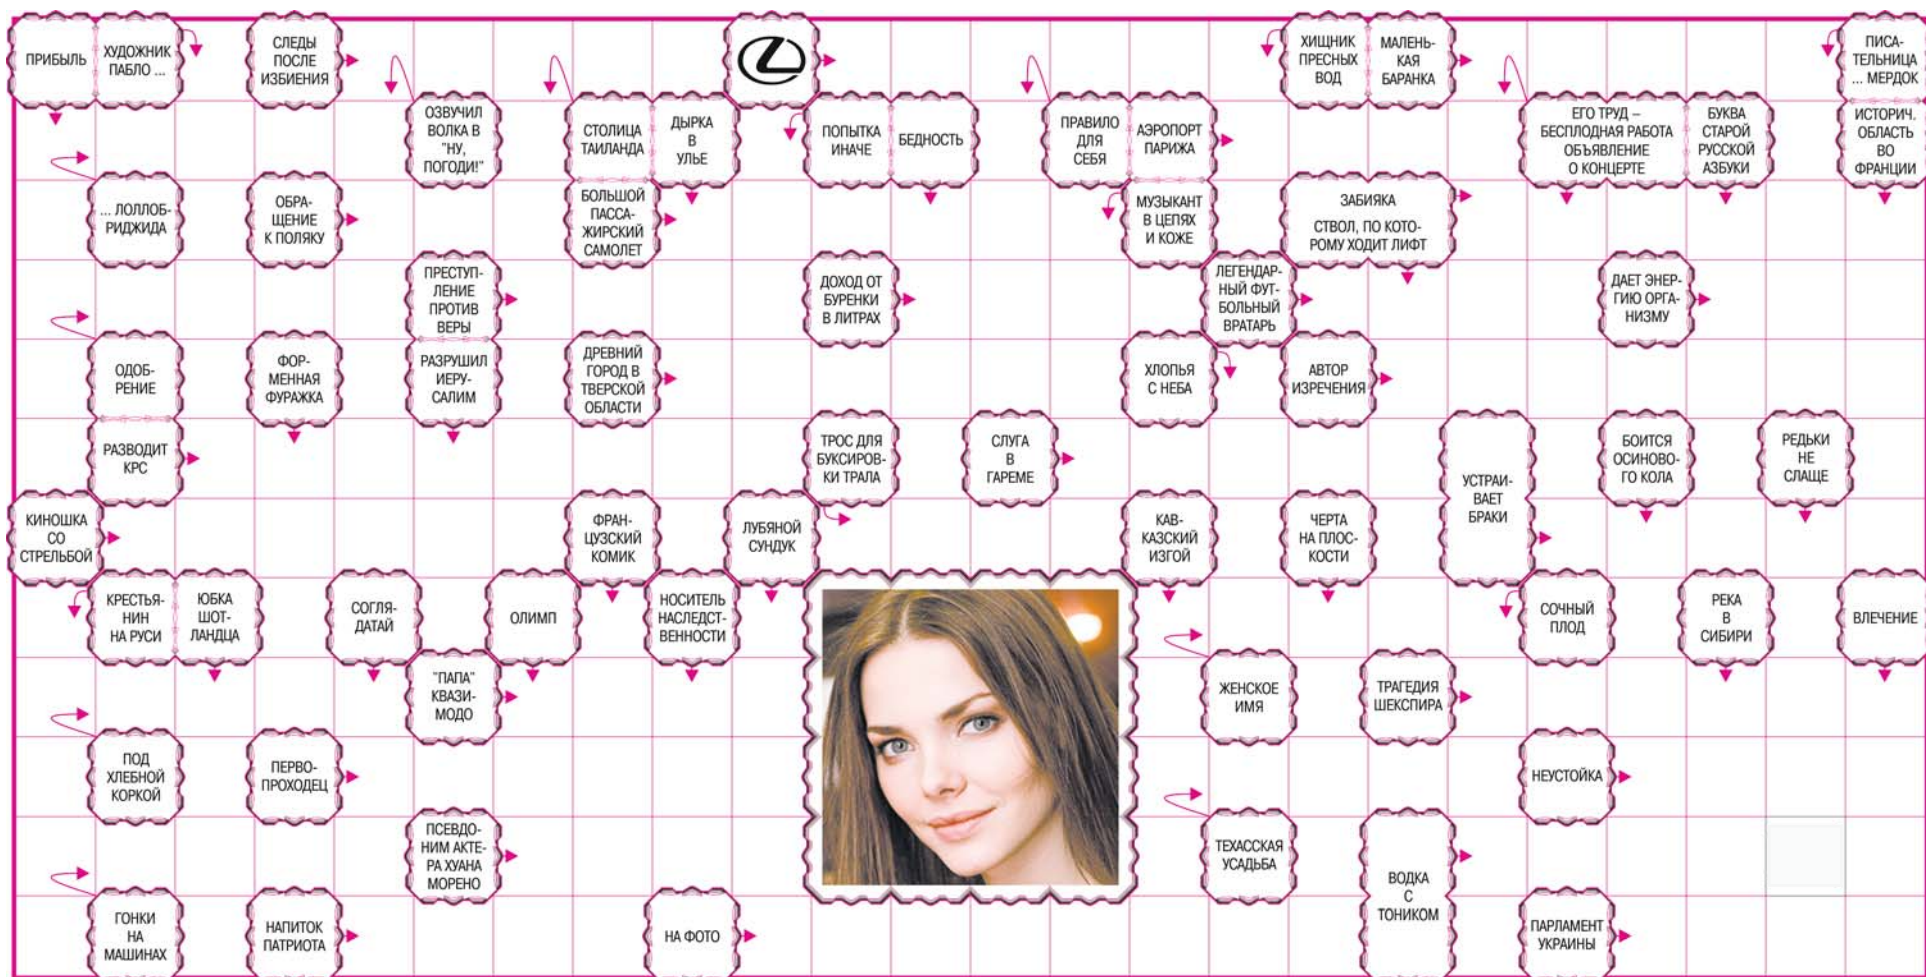 ПРИБЫЛЬ
ХУДОЖНИК
ПАБЛО ...
СЛЕДЫ
ПОСЛЕ
ИЗБИЕНИЯ
ХИЩНИК
ПРЕСНЫХ
ВОД
МАЛЕНЬ-
КАЯ
БАРАНКА
ПИСА-
ТЕЛЬНИЦА
... МЕРДОК
ОЗВУЧИЛ
ВОЛКА В
"НУ,
ПОГОДИ!"
СТОЛИЦА
ТАИЛАНДА
ДЫРКА
В
УЛЬЕ
ПОПЫТКА
ИНАЧЕ
БЕДНОСТЬ
ПРАВИЛО
ДЛЯ
СЕБЯ
АЭРОПОРТ
ПАРИЖА
ЕГО ТРУД –
БЕСПЛОДНАЯ РАБОТА
ОБЪЯВЛЕНИЕ
О КОНЦЕРТЕ
БУКВА
СТАРОЙ
РУССКОЙ
АЗБУКИ
ИСТОРИЧ.
ОБЛАСТЬ
ВО
ФРАНЦИИ
... ЛОЛЛОБ-
РИДЖИДА
ОБРА-
ЩЕНИЕ
К ПОЛЯКУ
БОЛЬШОЙ
ПАССА-
ЖИРСКИЙ
САМОЛЕТ
МУЗЫКАНТ
В ЦЕПЯХ
И КОЖЕ
ЗАБИЯКА
СТВОЛ, ПО КОТО-
РОМУ ХОДИТ ЛИФТ
ПРЕСТУП-
ЛЕНИЕ
ПРОТИВ
ВЕРЫ
ДОХОД ОТ
БУРЕНКИ
В ЛИТРАХ
ЛЕГЕНДАР-
НЫЙ ФУТ-
БОЛЬНЫЙ
ВРАТАРЬ
ДАЕТ ЭНЕР-
ГИЮ ОРГА-
НИЗМУ
ОДОБ-
РЕНИЕ
ФОР-
МЕННАЯ
ФУРАЖКА
РАЗРУШИЛ
ИЕРУ-
САЛИМ
ДРЕВНИЙ
ГОРОД В
ТВЕРСКОЙ
ОБЛАСТИ
ХЛОПЬЯ
С НЕБА
АВТОР
ИЗРЕЧЕНИЯ
РАЗВОДИТ
КРС
ТРОС ДЛЯ
БУКСИРОВ-
КИ ТРАЛА
СЛУГА
В
ГАРЕМЕ
УСТРАИ-
ВАЕТ
БРАКИ
БОИТСЯ
ОСИНОВО-
ГО КОЛА
РЕДЬКИ
НЕ
СЛАЩЕ
КИНОШКА
СО
СТРЕЛЬБОЙ
ФРАН-
ЦУЗСКИЙ
КОМИК
ЛУБЯНОЙ
СУНДУК
КАВ-
КАЗСКИЙ
ИЗГОЙ
ЧЕРТА
НА ПЛОС-
КОСТИ
КРЕСТЬЯ-
НИН
НА РУСИ
ЮБКА
ШОТ-
ЛАНДЦА
СОГЛЯ-
ДАТАЙ
ОЛИМП
НОСИТЕЛЬ
НАСЛЕДСТ-
ВЕННОСТИ
СОЧНЫЙ
ПЛОД
РЕКА
В
СИБИРИ
ВЛЕЧЕНИЕ
"ПАПА"
КВАЗИ-
МОДО
ЖЕНСКОЕ
ИМЯ
ТРАГЕДИЯ
ШЕКСПИРА
ПОД
ХЛЕБНОЙ
КОРКОЙ
ПЕРВО-
ПРОХОДЕЦ
НЕУСТОЙКА
ПСЕВДО-
НИМ АКТЕ-
РА ХУАНА
МОРЕНО
ТЕХАССКАЯ
УСАДЬБА
ВОДКА
С
ТОНИКОМ
ГОНКИ
НА
МАШИНАХ
НАПИТОК
ПАТРИОТА
НА ФОТО
ПАРЛАМЕНТ
УКРАИНЫ